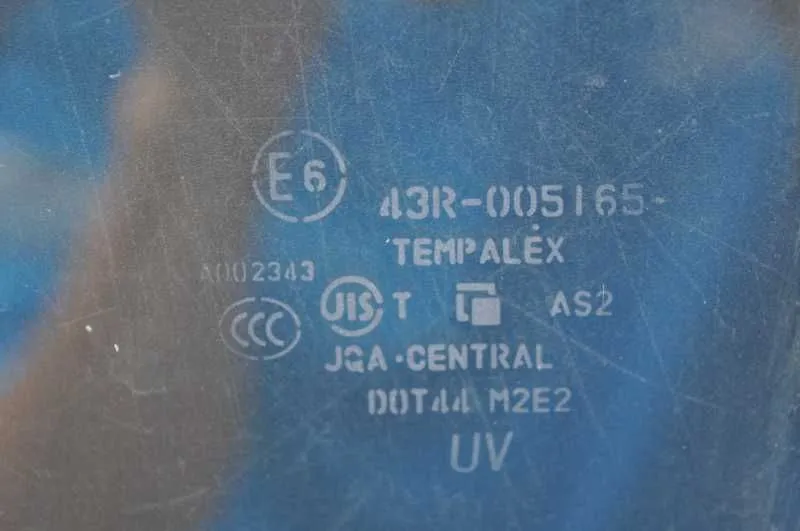 E6
43R-005165
TEMPALEX
A002343
CCC JIS T AS2
JQA·CENTRAL
DOT44 M2E2
UV